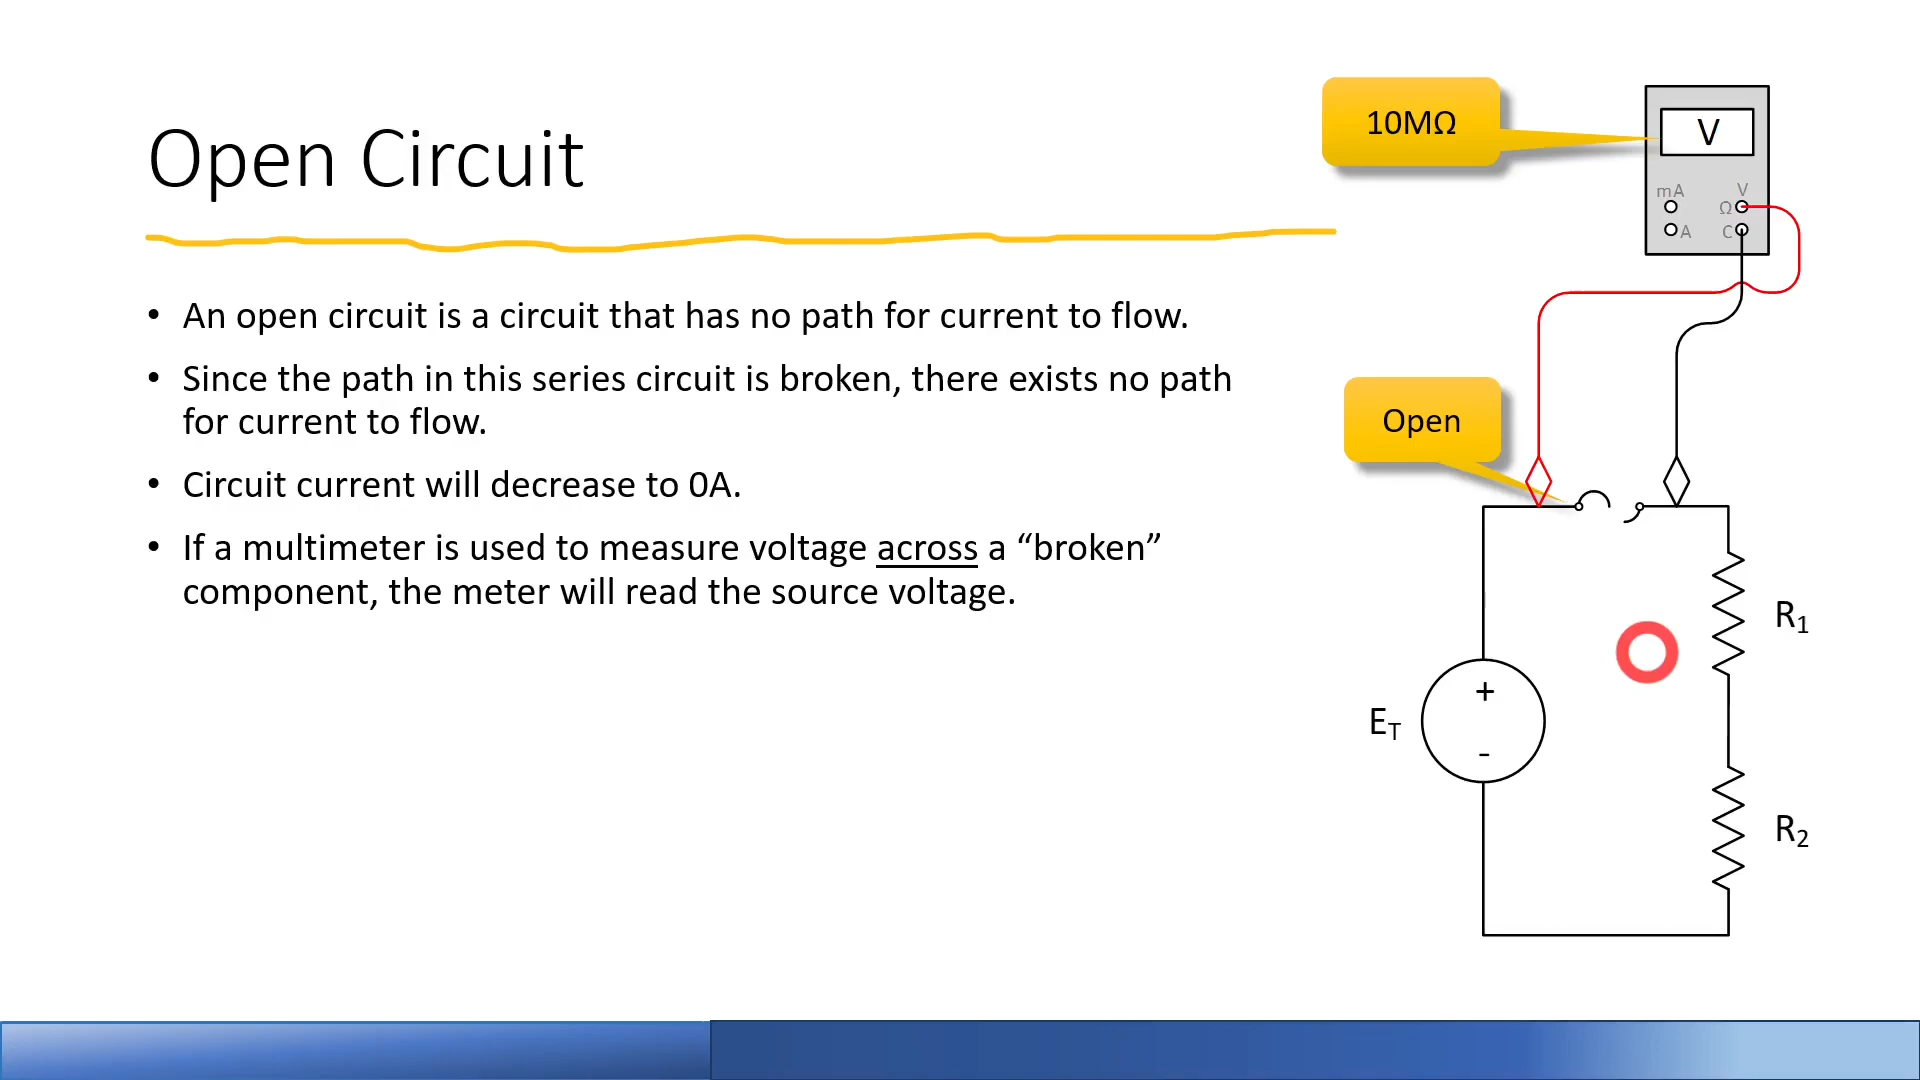 Open Circuit
• An open circuit is a circuit that has no path for current to flow.
• Since the path in this series circuit is broken, there exists no path
for current to flow.
• Circuit current will decrease to 0A.
• If a multimeter is used to measure voltage across a “broken”
component, the meter will read the source voltage.
10MΩ
V
mA
V
Ω
A
C
Open
R1
+
ET
-
R2